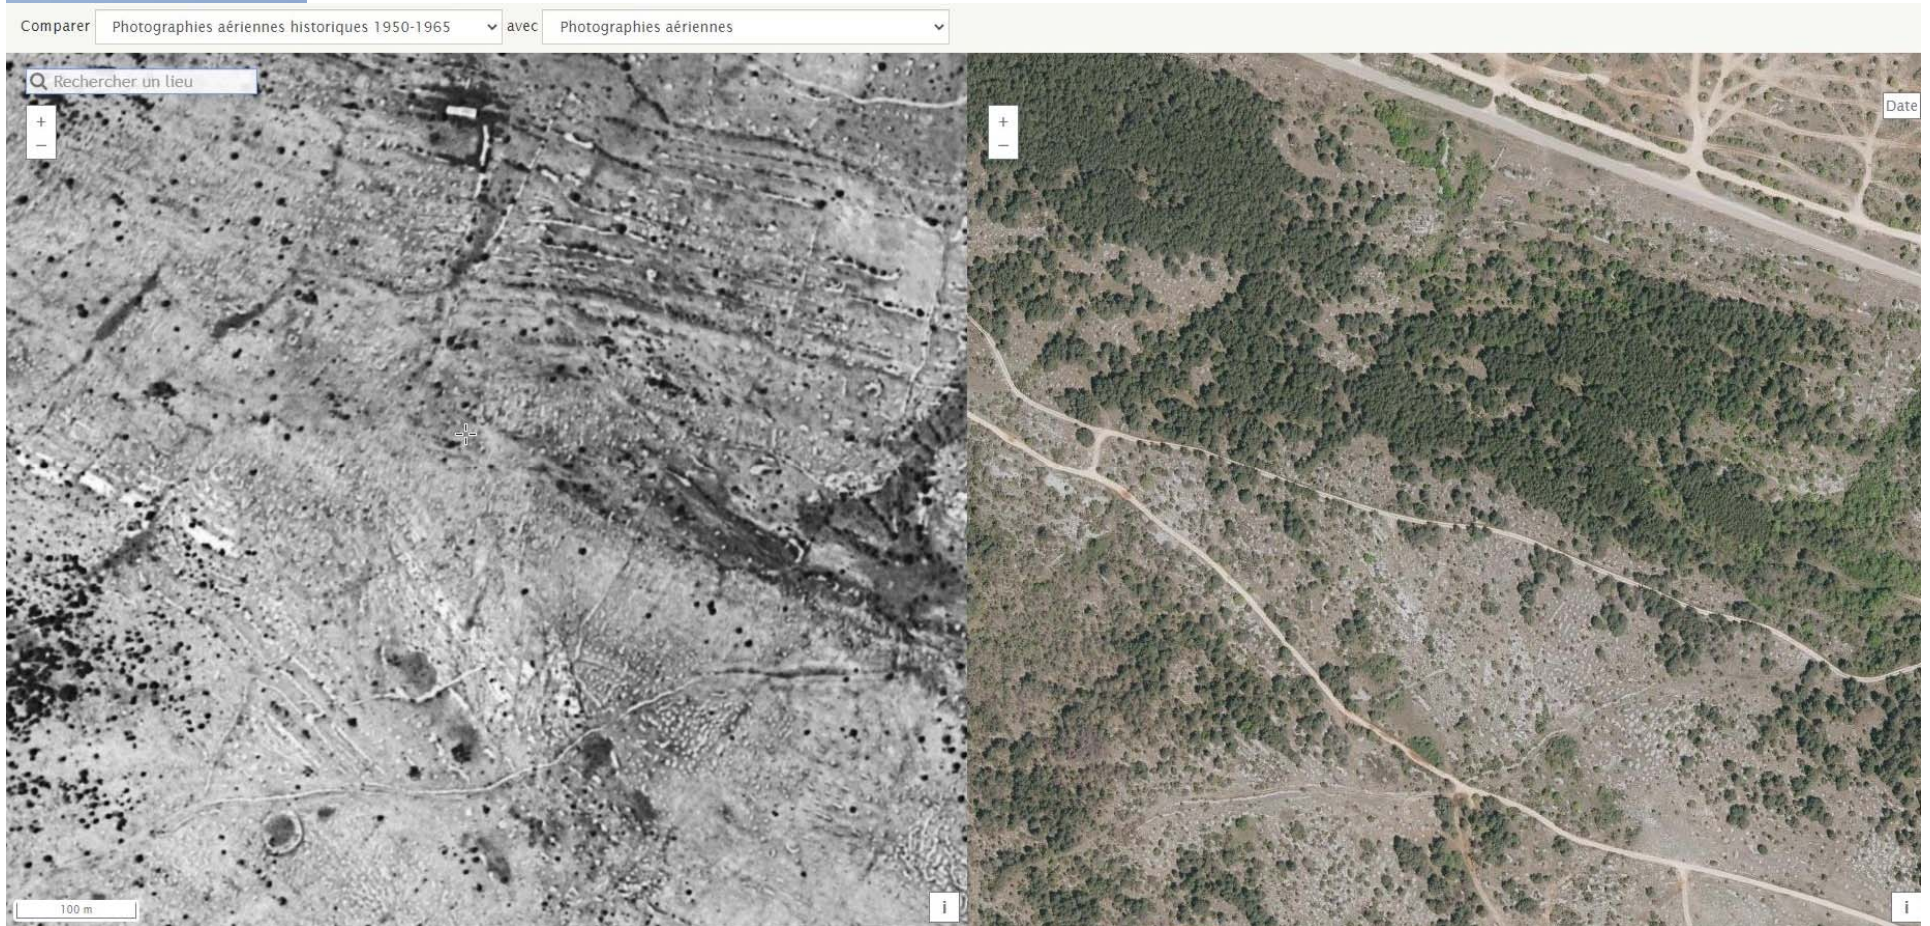 Comparer Photographies aériennes historiques 1950-1965 avec Photographies aériennes
Rechercher un lieu
+
−
+
−
Date
100 m
i
i